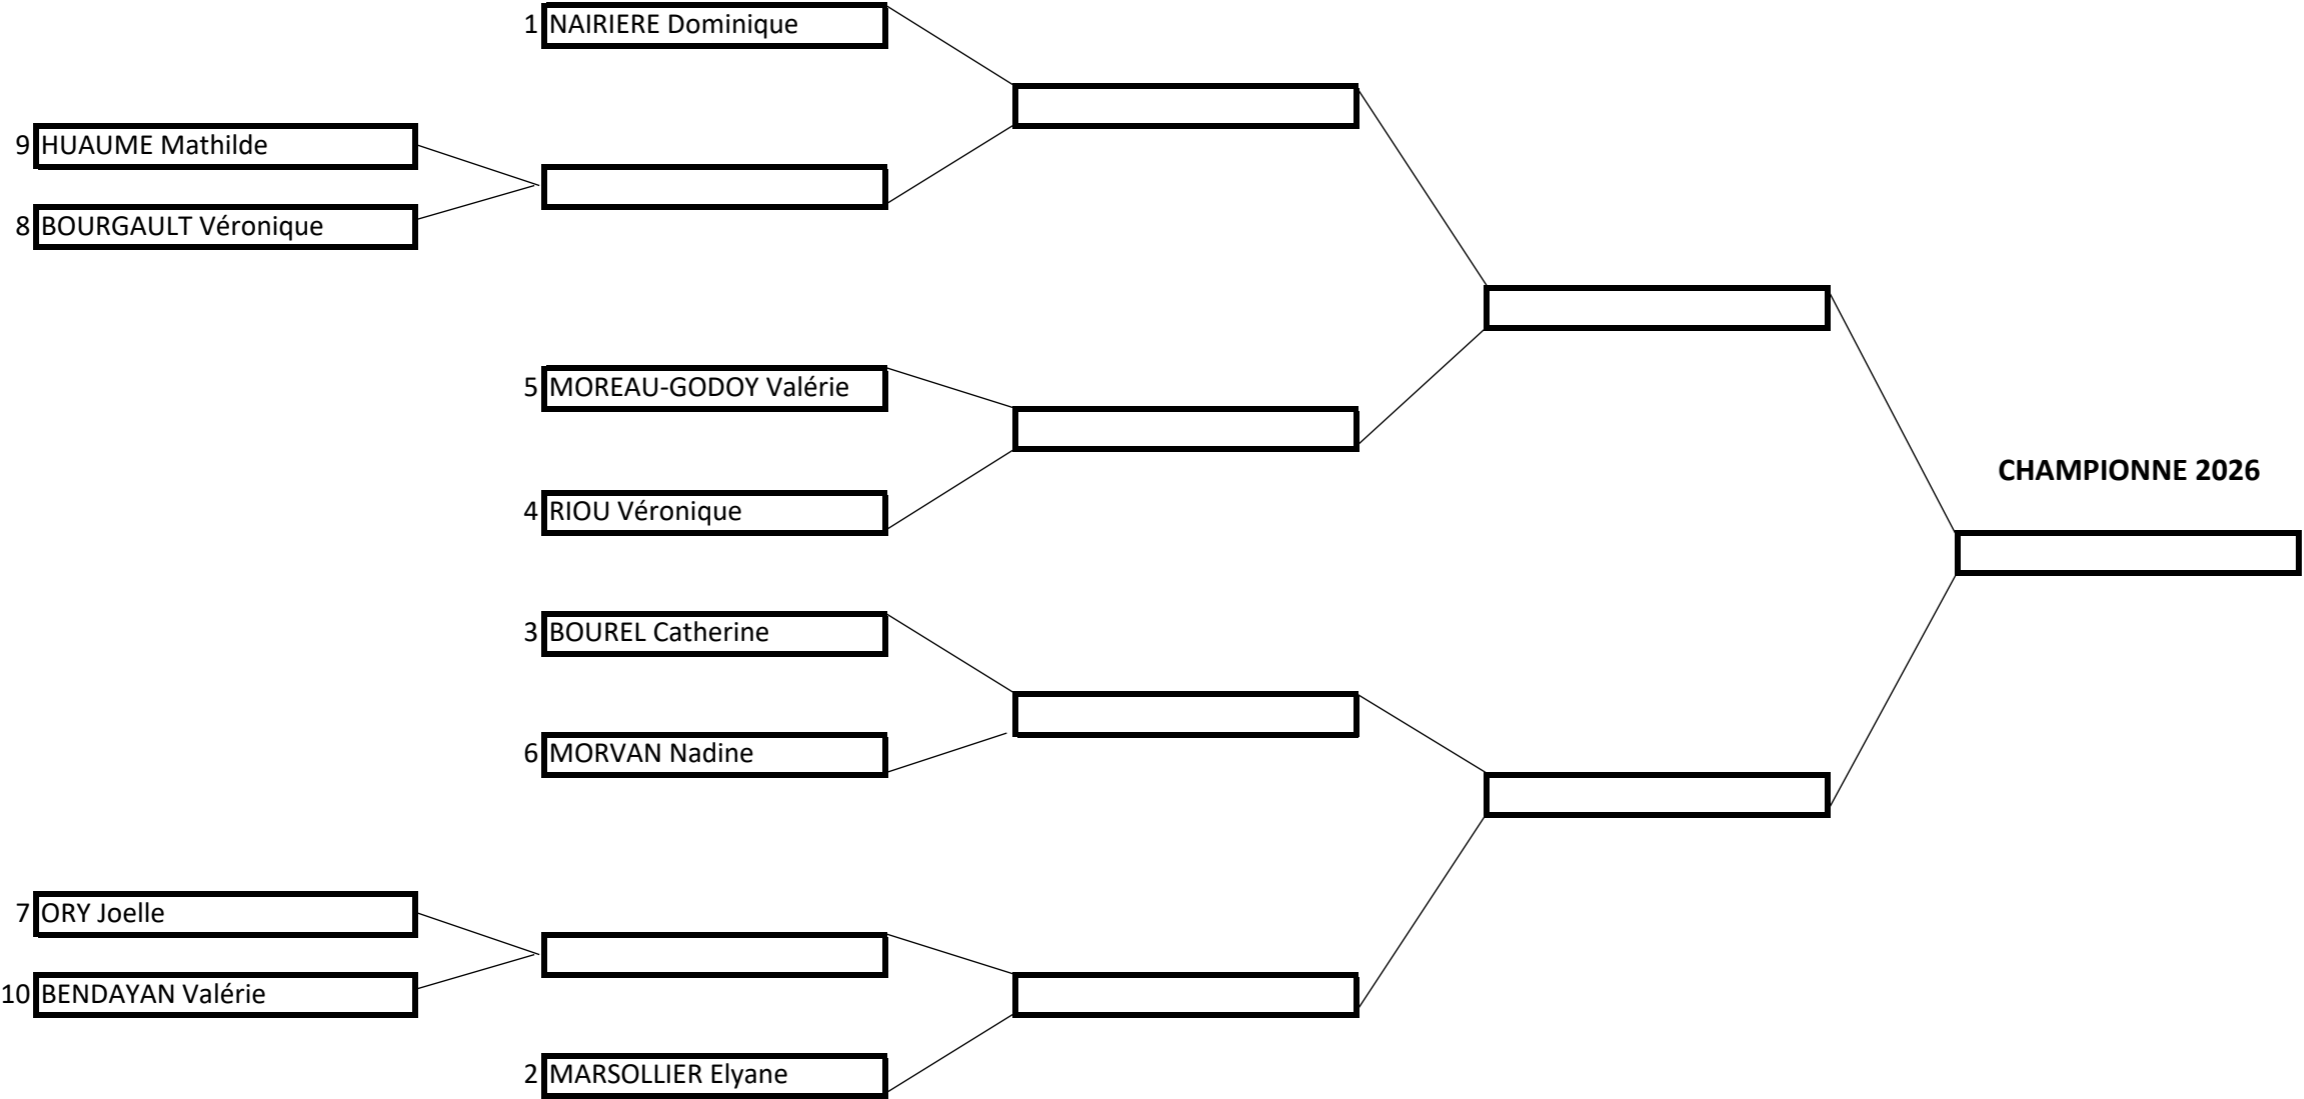 1 NAIRIERE Dominique
9 HUAUME Mathilde
8 BOURGAULT Véronique
5 MOREAU-GODOY Valérie
CHAMPIONNE 2026
4 RIOU Véronique
3 BOUREL Catherine
6 MORVAN Nadine
7 ORY Joelle
10 BENDAYAN Valérie
2 MARSOLLIER Elyane